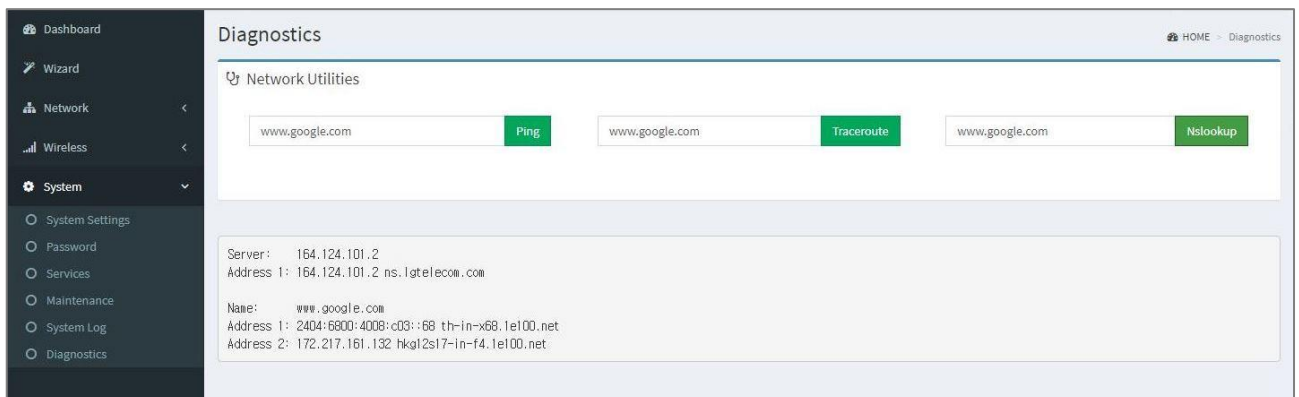 Dashboard
Wizard
Network
Wireless
System
System Settings
Password
Services
Maintenance
System Log
Diagnostics
Diagnostics
HOME > Diagnostics
Network Utilities
www.google.com Ping www.google.com Traceroute www.google.com Nslookup
Server: 164.124.101.2
Address 1: 164.124.101.2 ns.lgtelecom.com
Name: www.google.com
Address 1: 2404:6800:4008:c03::68 th-in-x68.1e100.net
Address 2: 172.217.161.132 hkg12s17-in-f4.1e100.net